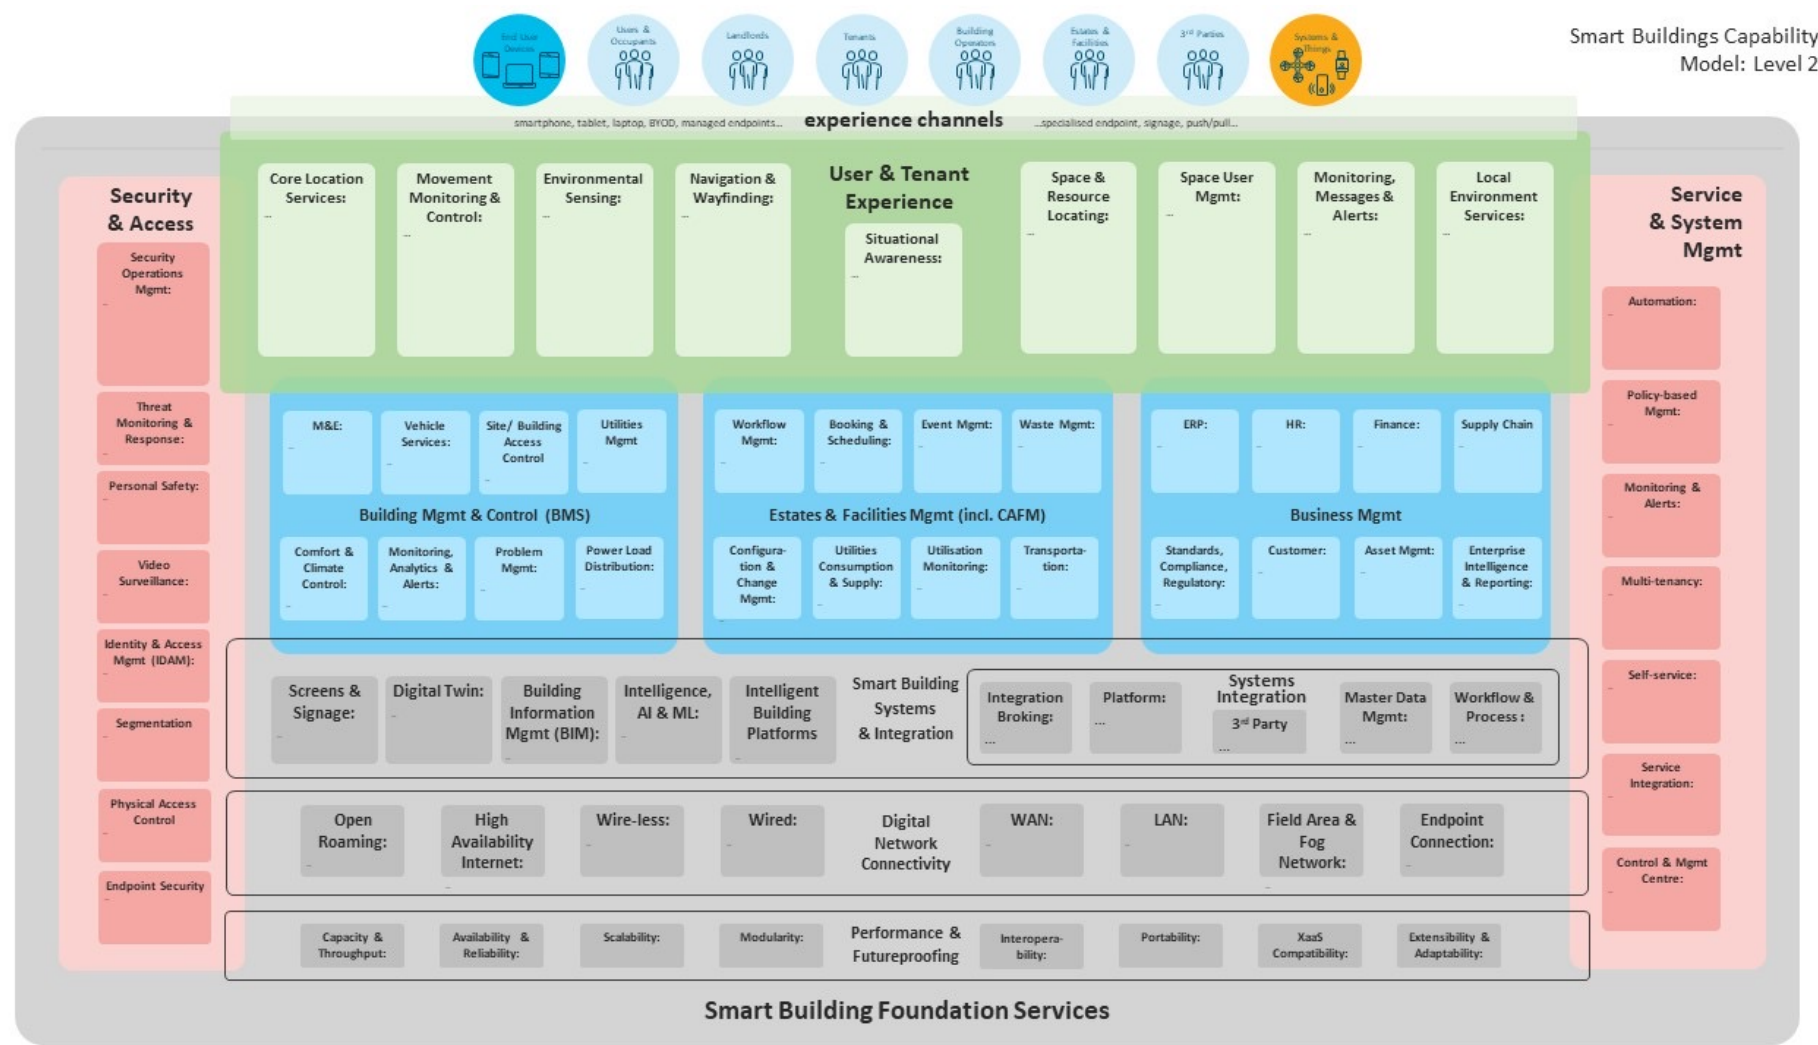 Smart Buildings Capability
Model: Level 2
End User
Devices
Users &
Occupants
Landlords
Tenants
Building
Operators
Estates &
Facilities
3rd Parties
Systems &
Things
smartphone, tablet, laptop, BYOD, managed endpoints...
experience channels
...specialised endpoint, signage, push/pull...
Security
& Access
Security
Operations
Mgmt:
Threat
Monitoring &
Response:
Personal Safety:
Video
Surveillance:
Identity & Access
Mgmt (IDAM):
Segmentation
Physical Access
Control
Endpoint Security
Core Location
Services:
...
Movement
Monitoring &
Control:
...
Environmental
Sensing:
...
Navigation &
Wayfinding:
...
User & Tenant
Experience
Situational
Awareness:
...
Space &
Resource
Locating:
...
Space User
Mgmt:
...
Monitoring,
Messages &
Alerts:
...
Local
Environment
Services:
...
M&E:
Vehicle
Services:
Site/ Building
Access
Control
Utilities
Mgmt
Building Mgmt & Control (BMS)
Comfort &
Climate
Control:
Monitoring,
Analytics &
Alerts:
Problem
Mgmt:
Power Load
Distribution:
Workflow
Mgmt:
Booking &
Scheduling:
Event Mgmt:
Waste Mgmt:
Estates & Facilities Mgmt (incl. CAFM)
Configura-
tion &
Change
Mgmt:
Utilities
Consumption
& Supply:
Utilisation
Monitoring:
Transporta-
tion:
ERP:
HR:
Finance:
Supply Chain
Business Mgmt
Standards,
Compliance,
Regulatory:
Customer:
Asset Mgmt:
Enterprise
Intelligence
& Reporting:
Screens &
Signage:
Digital Twin:
Building
Information
Mgmt (BIM):
Intelligence,
AI & ML:
Intelligent
Building
Platforms
Smart Building
Systems
& Integration
Integration
Broking:
...
Platform:
...
Systems
Integration
3rd Party
...
Master Data
Mgmt:
...
Workflow &
Process :
...
Open
Roaming:
High
Availability
Internet:
Wire-less:
Wired:
Digital
Network
Connectivity
WAN:
LAN:
Field Area &
Fog
Network:
Endpoint
Connection:
Capacity &
Throughput:
Availability &
Reliability:
Scalability:
Modularity:
Performance &
Futureproofing
Interopera-
bility:
Portability:
XaaS
Compatibility:
Extensibility &
Adaptability:
Service
& System
Mgmt
Automation:
Policy-based
Mgmt:
Monitoring &
Alerts:
Multi-tenancy:
Self-service:
Service
Integration:
Control & Mgmt
Centre:
Smart Building Foundation Services